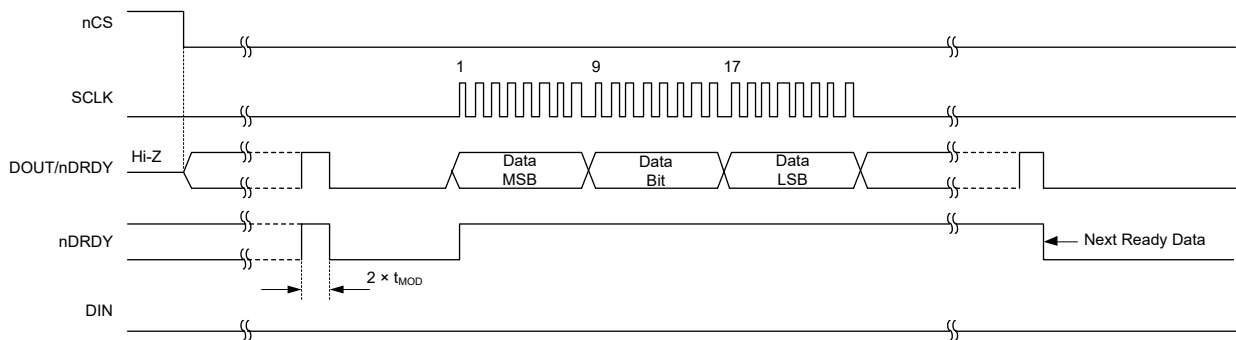 nCS
1 9 17
SCLK
Hi-Z
DOUT/nDRDY
Data Data Data
MSB Bit LSB
nDRDY
Next Ready Data
2 × tMOD
DIN